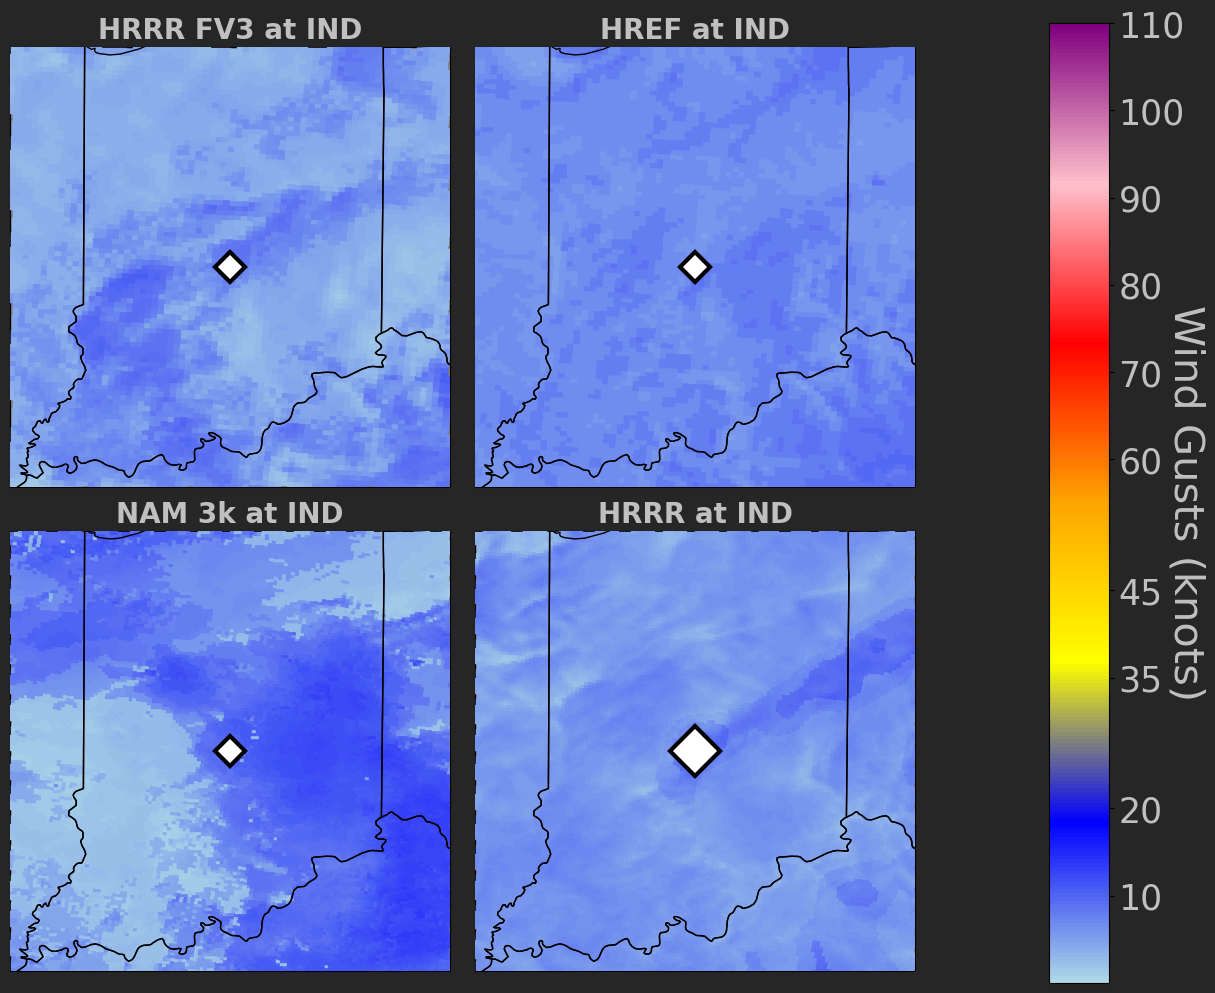 HRRR FV3 at IND
HREF at IND
NAM 3k at IND
HRRR at IND
110
100
90
80
70
60
45
35
20
10
Wind Gusts (knots)